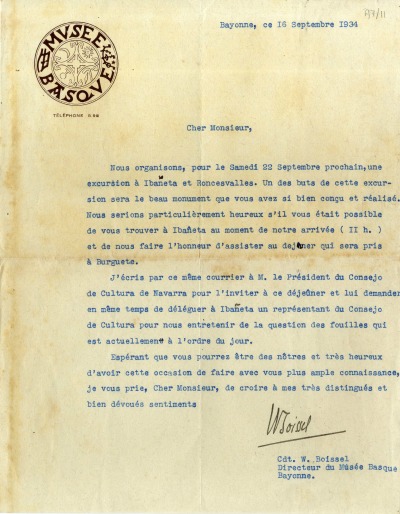 Bayonne, ce 16 Septembre 1934
A7/11
MVSEE
BASQVE
TÉLÉPHONE 5 98
Cher Monsieur,
Nous organisons, pour le Samedi 22 Septembre prochain,une
excursion à Ibañeta et Roncesvalles. Un des buts de cette excur-
sion sera le beau monument que vous avez si bien conçu et réalisé.
Nous serions particulièrement heureux s'il vous était possible
de vous trouver à Ibañeta au moment de notre arrivée ( II h. )
et de nous faire l'honneur d'assister au dejeûner qui sera pris
à Burguete.
J'écris par ce même courrier à M. le Président du Consejo
de Cultura de Navarra pour l'inviter à ce déjeûner et lui demander
en même temps de déléguer à Ibañeta un représentant du Consejo
de Cultura pour nous entretenir de la question des fouilles qui
est actuellement à l'ordre du jour.
Espérant que vous pourrez être des nôtres et très heureux
d'avoir cette occasion de faire avec vous plus ample connaissance,
je vous prie, Cher Monsieur, de croire à mes très distingués et
bien dévoués sentiments
WBoissel
Cdt. W. Boissel
Directeur du Musée Basque
Bayonne.